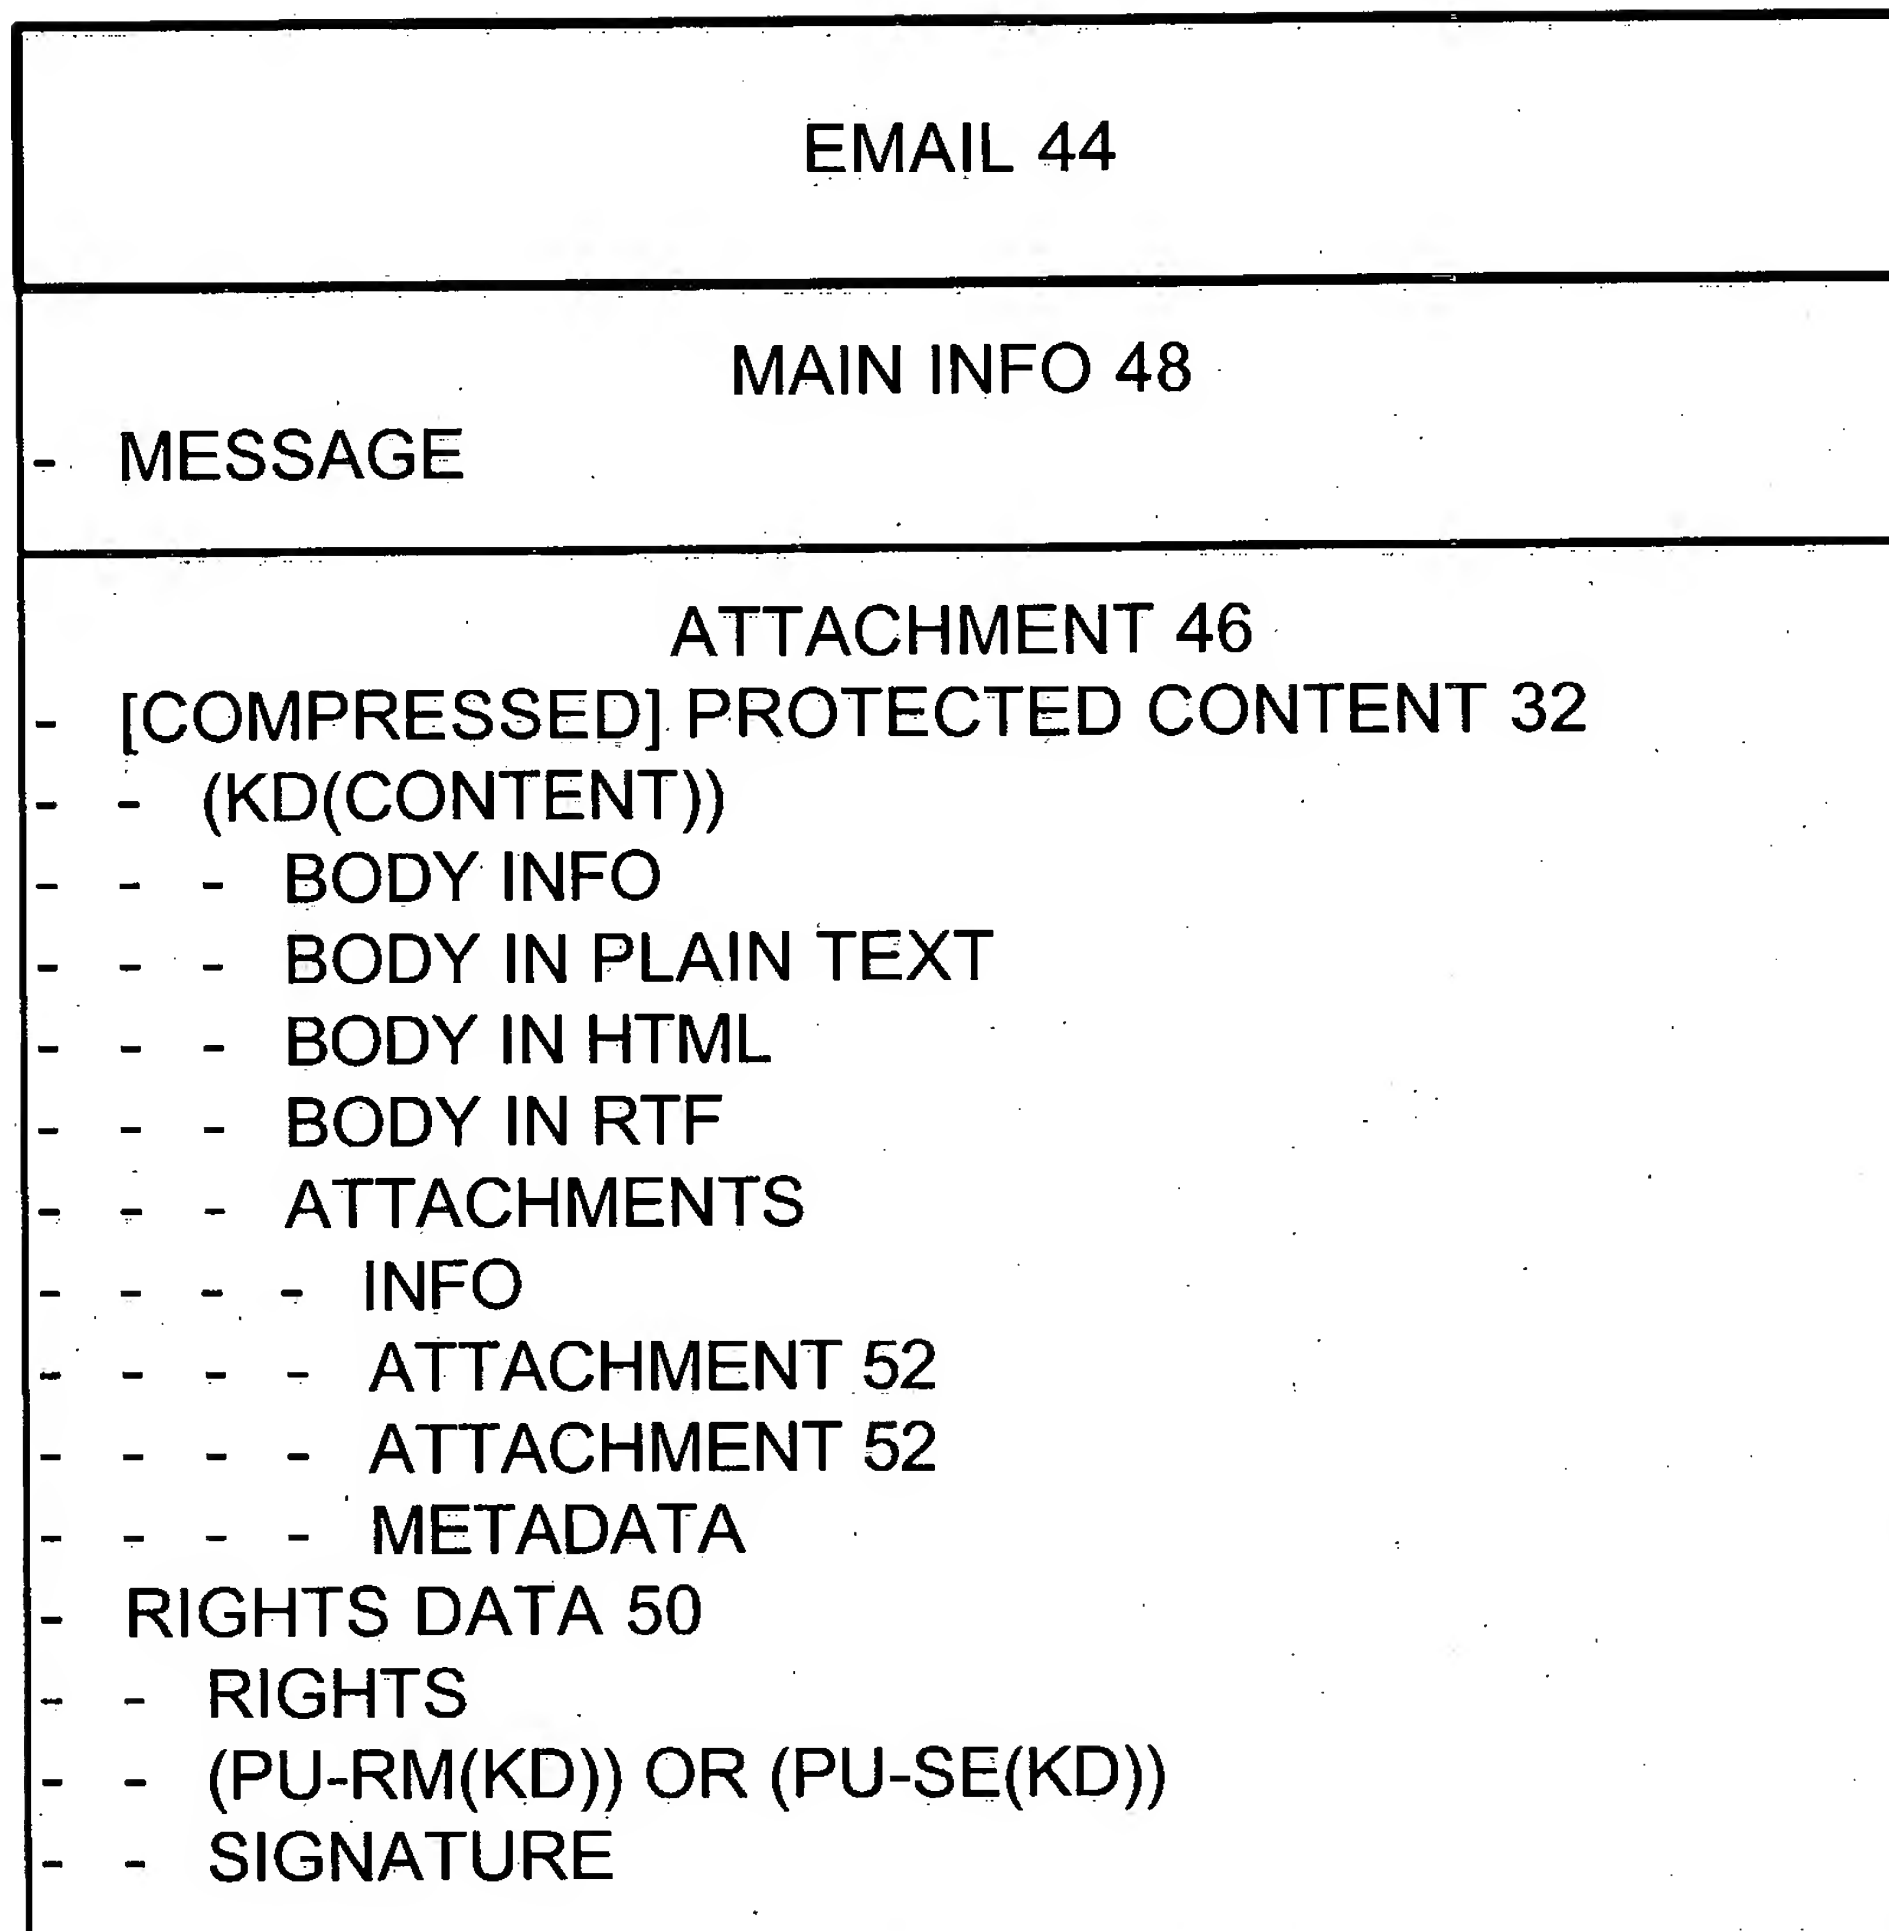 EMAIL 44
MAIN INFO 48
- MESSAGE
ATTACHMENT 46
- [COMPRESSED] PROTECTED CONTENT 32
- - (KD(CONTENT))
- - - BODY INFO
- - - BODY IN PLAIN TEXT
- - - BODY IN HTML
- - - BODY IN RTF
- - - ATTACHMENTS
- - - - INFO
- - - - ATTACHMENT 52
- - - - ATTACHMENT 52
- - - - METADATA
- RIGHTS DATA 50
- - RIGHTS
- - (PU-RM(KD)) OR (PU-SE(KD))
- - SIGNATURE